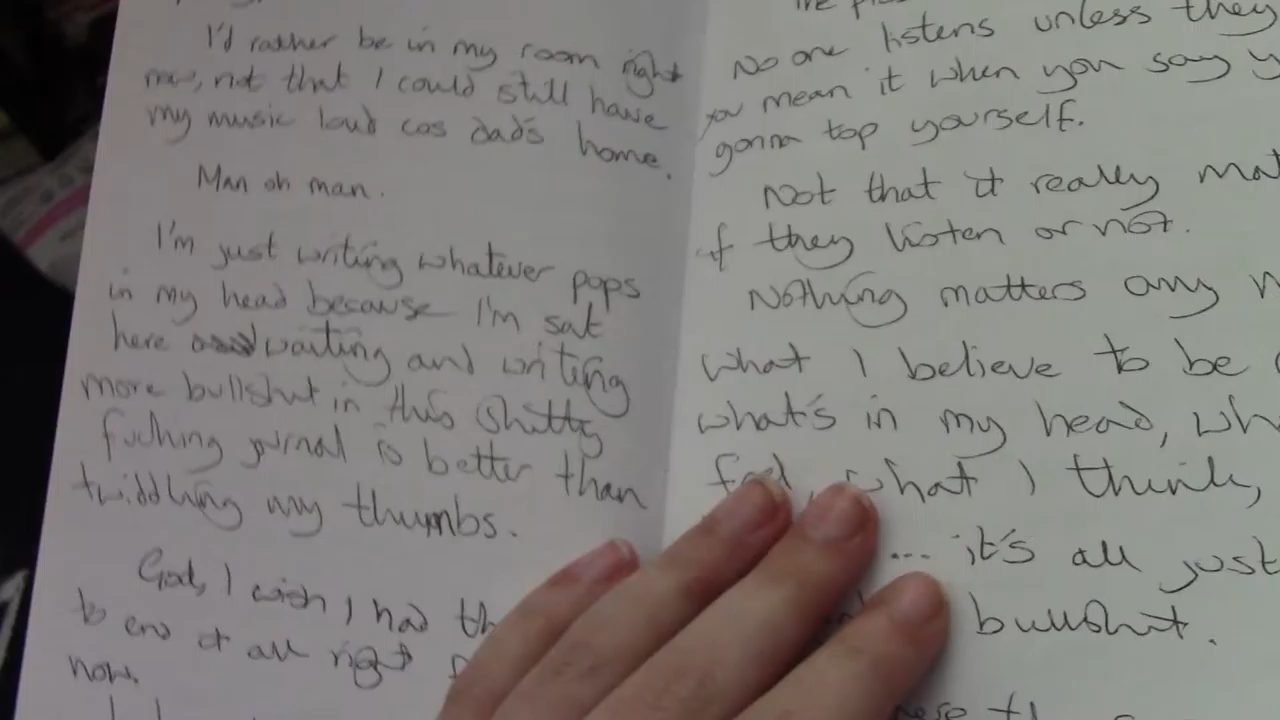 I'd rather be in my room right
now, not that I could still have
my music loud cos dad's home.
Man oh man.
I'm just writing whatever pops
in my head because I'm sat
here waiting and writing
more bullshit in this shitty
fucking journal is better than
twiddling my thumbs.
God, I wish I had
to end it all right
now.
No one listens unless they
you mean it when you say
gonna top yourself.
Not that it really
if they listen or not.
Nothing matters any
what I believe to be
what's in my head,
what I think,
... it's all just
bullshit.